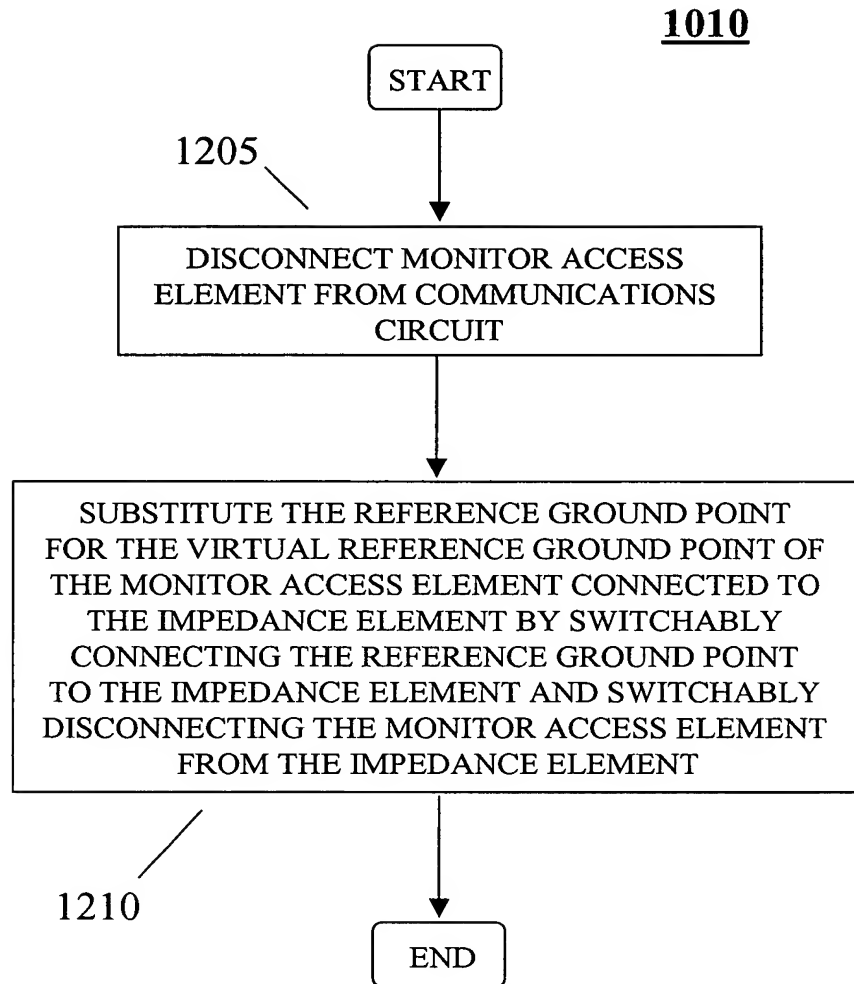 1010
START
1205
DISCONNECT MONITOR ACCESS
ELEMENT FROM COMMUNICATIONS
CIRCUIT
SUBSTITUTE THE REFERENCE GROUND POINT
FOR THE VIRTUAL REFERENCE GROUND POINT OF
THE MONITOR ACCESS ELEMENT CONNECTED TO
THE IMPEDANCE ELEMENT BY SWITCHABLY
CONNECTING THE REFERENCE GROUND POINT
TO THE IMPEDANCE ELEMENT AND SWITCHABLY
DISCONNECTING THE MONITOR ACCESS ELEMENT
FROM THE IMPEDANCE ELEMENT
1210
END